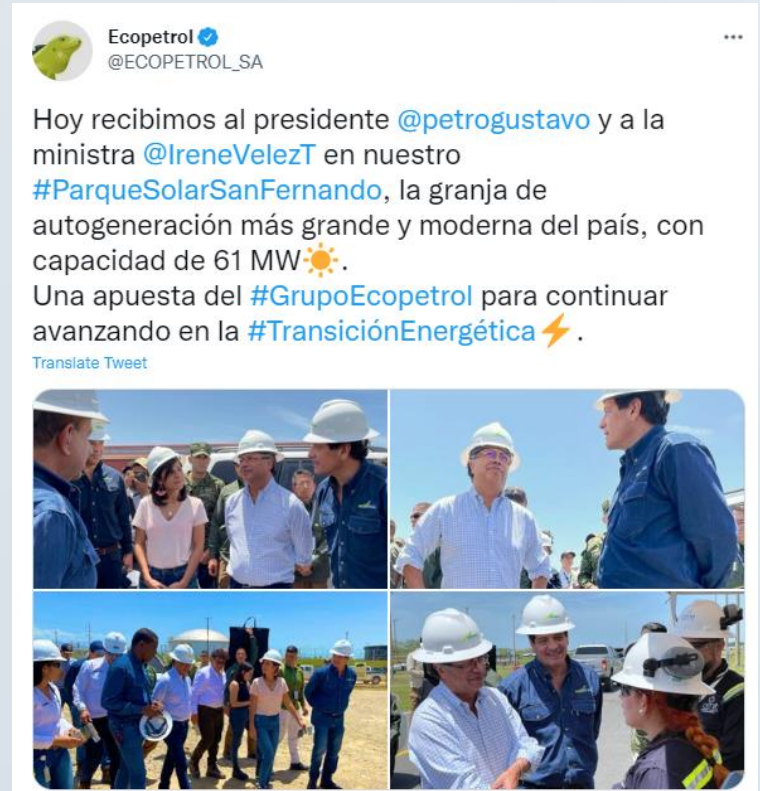 Ecopetrol
@ECOPETROL_SA
Hoy recibimos al presidente @petrogustavo y a la
ministra @IreneVelezT en nuestro
#ParqueSolarSanFernando, la granja de
autogeneración más grande y moderna del país, con
capacidad de 61 MW☀️.
Una apuesta del #GrupoEcopetrol para continuar
avanzando en la #TransiciónEnergética⚡.
Translate Tweet